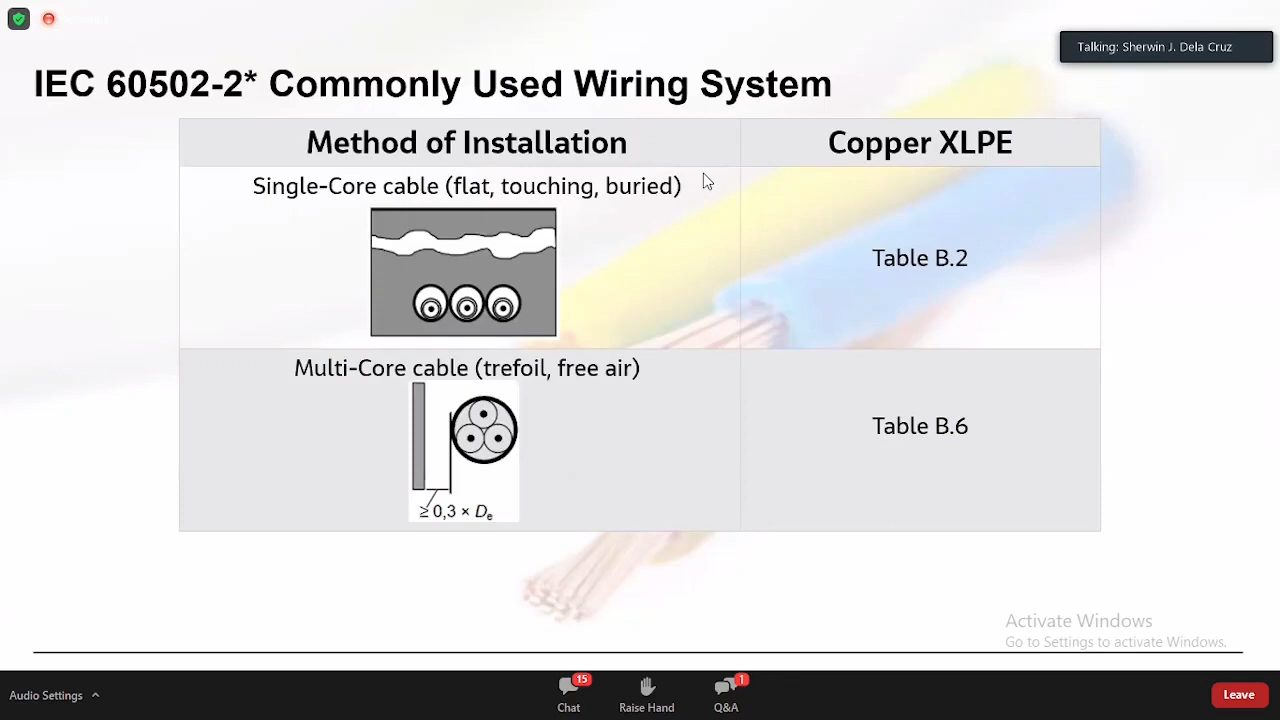 Talking: Sherwin J. Dela Cruz
IEC 60502-2* Commonly Used Wiring System
Method of Installation
Copper XLPE
Single-Core cable (flat, touching, buried)
Table B.2
Multi-Core cable (trefoil, free air)
≥ 0,3 × De
Table B.6
Activate Windows
Go to Settings to activate Windows.
Audio Settings
15
Chat
Raise Hand
1
Q&A
Leave